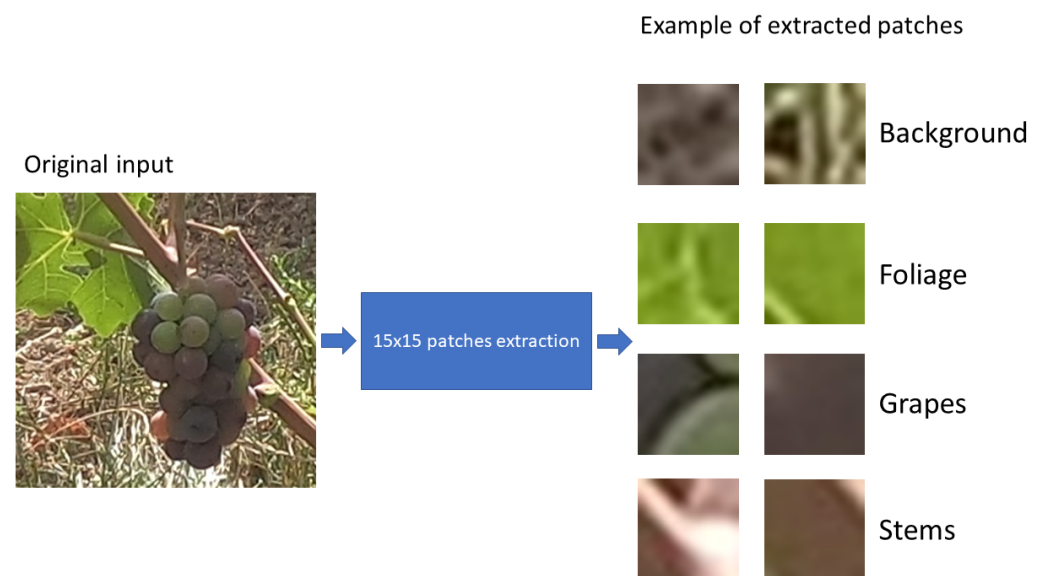 Example of extracted patches
Original input
15x15 patches extraction
Background
Foliage
Grapes
Stems